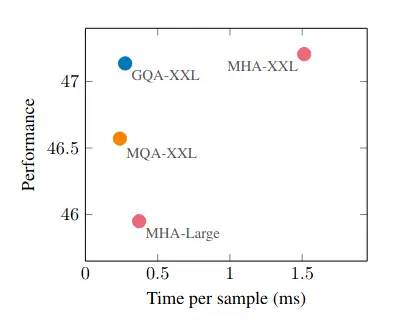 MHA-XXL
GQA-XXL
47
46.5
MQA-XXL
46
MHA-Large
0
0.5
1
1.5
Performance
Time per sample (ms)